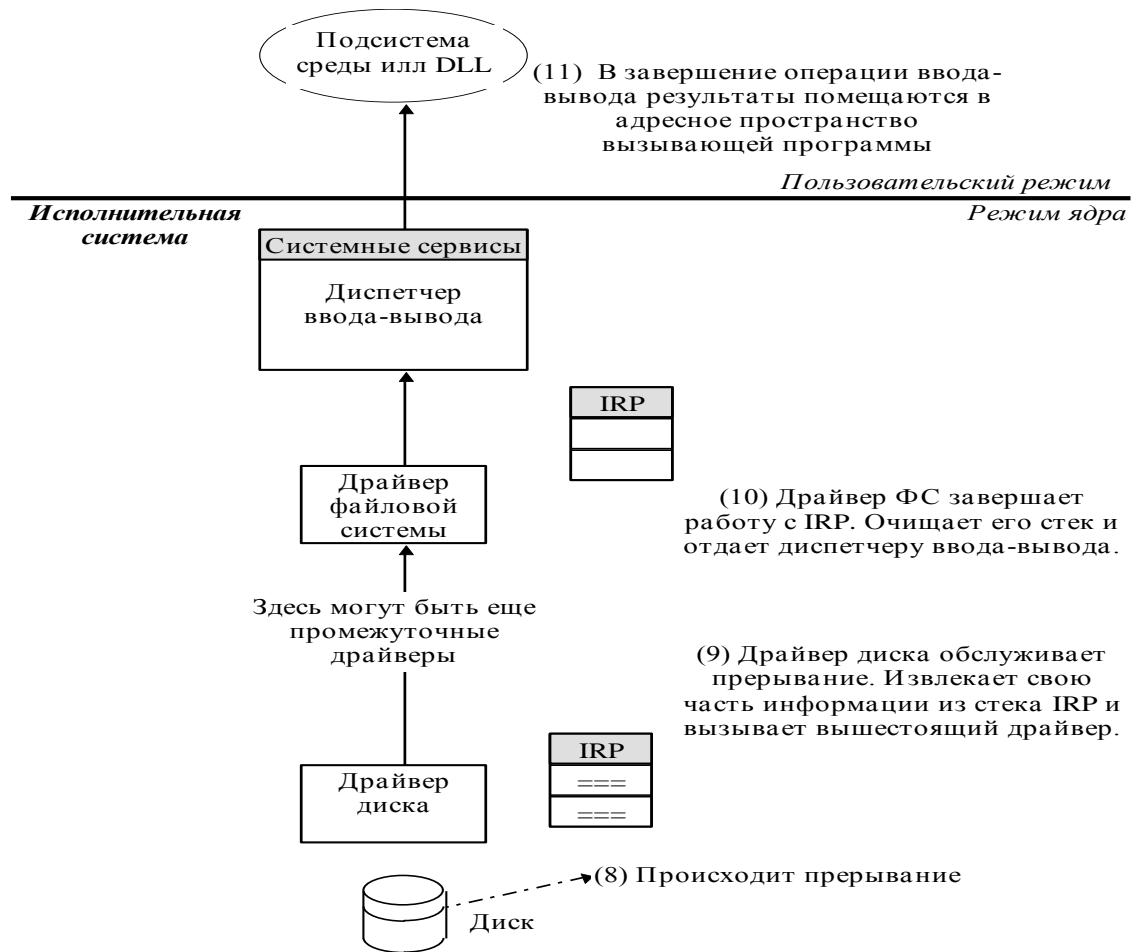 Подсистема
среды илл DLL
(11) В завершение операции ввода-
вывода результаты помещаются в
адресное пространство
вызывающей программы
Пользовательский режим
Исполнительная
система
Режим ядра
Системные сервисы
Диспетчер
ввода-вывода
IRP
Драйвер
файловой
системы
(10) Драйвер ФС завершает
работу с IRP. Очищает его стек и
отдает диспетчеру ввода-вывода.
Здесь могут быть еще
промежуточные
драйверы
(9) Драйвер диска обслуживает
прерывание. Извлекает свою
часть информации из стека IRP и
вызывает вышестоящий драйвер.
IRP
===
===
Драйвер
диска
(8) Происходит прерывание
Диск